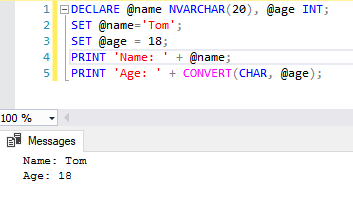 1 DECLARE @name NVARCHAR(20), @age INT;
2 SET @name='Tom';
3 SET @age = 18;
4 PRINT 'Name: ' + @name;
5 PRINT 'Age: ' + CONVERT(CHAR, @age);
100 %
Messages
Name: Tom
Age: 18